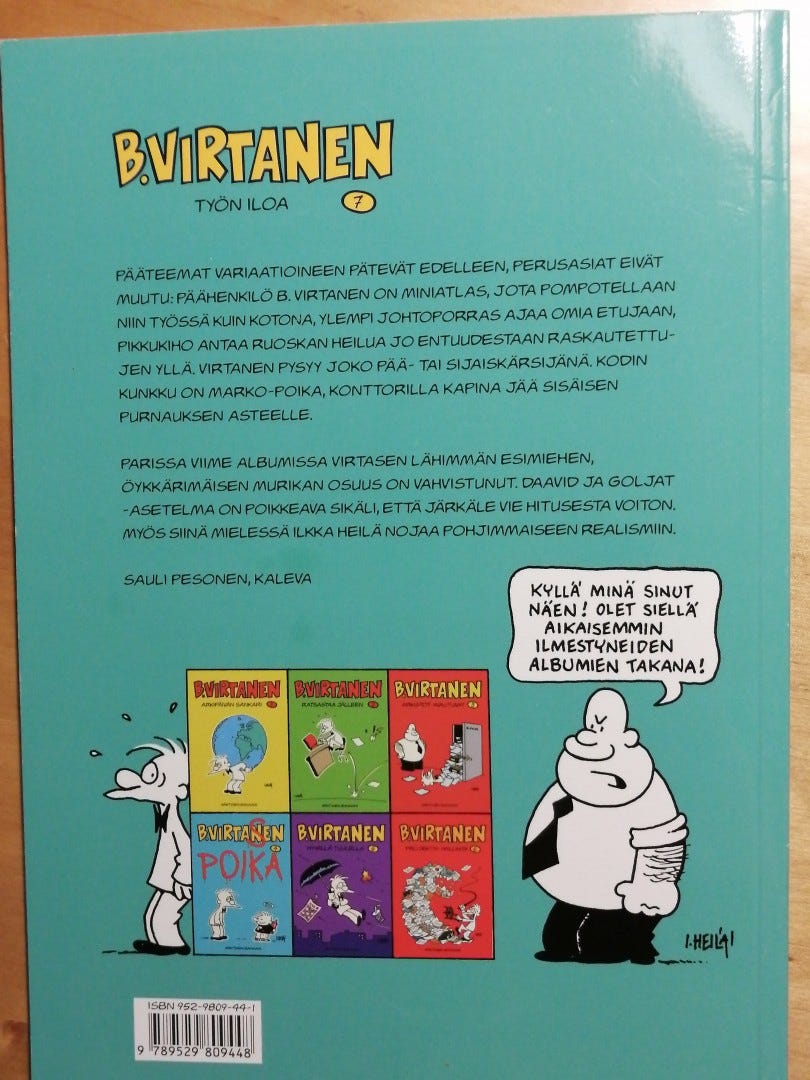 B.VIRTANEN
TYÖN ILOA 7
PÄÄTEEMAT VARIAATIOINEEN PÄTEVÄT EDELLEEN, PERUSASIAT EIVÄT
MUUTU: PÄÄHENKILÖ B. VIRTANEN ON MINIATLAS, JOTA POMPOTELLAAN
NIIN TYÖSSÄ KUIN KOTONA, YLEMPI JOHTOPORRAS AJAA OMIA ETUJAAN,
PIKKUKIHO ANTAA RUOSKAN HEILUA JO ENTUUDESTAAN RASKAUTETTU-
JEN YLLÄ. VIRTANEN PYSYY JOKO PÄÄ- TAI SIJAISKÄRSIJÄNÄ. KODIN
KUNKKU ON MARKO-POIKA, KONTTORILLA KAPINA JÄÄ SISÄISEN
PURNAUKSEN ASTEELLE.
PARISSA VIIME ALBUMISSA VIRTASEN LÄHIMMÄN ESIMIEHEN,
ÖYKKÄRIMÄISEN MURIKAN OSUUS ON VAHVISTUNUT. DAAVID JA GOLJAT
-ASETELMA ON POIKKEAVA SIKÄLI, ETTÄ JÄRKÄLE VIE HITUSESTA VOITON.
MYÖS SIINÄ MIELESSÄ ILKKA HEILÄ NOJAA POHJIMMAISEEN REALISMIIN.
SAULI PESONEN, KALEVA
KYLLÄ MINÄ SINUT
NÄEN! OLET SIELLÄ
AIKAISEMMIN
ILMESTYNEIDEN
ALBUMIEN TAKANA!
B.VIRTANEN
ARKIPÄIVÄN SANKARI
B.VIRTANEN
RATSASTAA JÄLLEEN
B.VIRTANEN
B.VIRTASEN
POIKA
B.VIRTANEN
B.VIRTANEN
I.HEILÄ
ISBN 952-9809-44-1
9 789529 809448